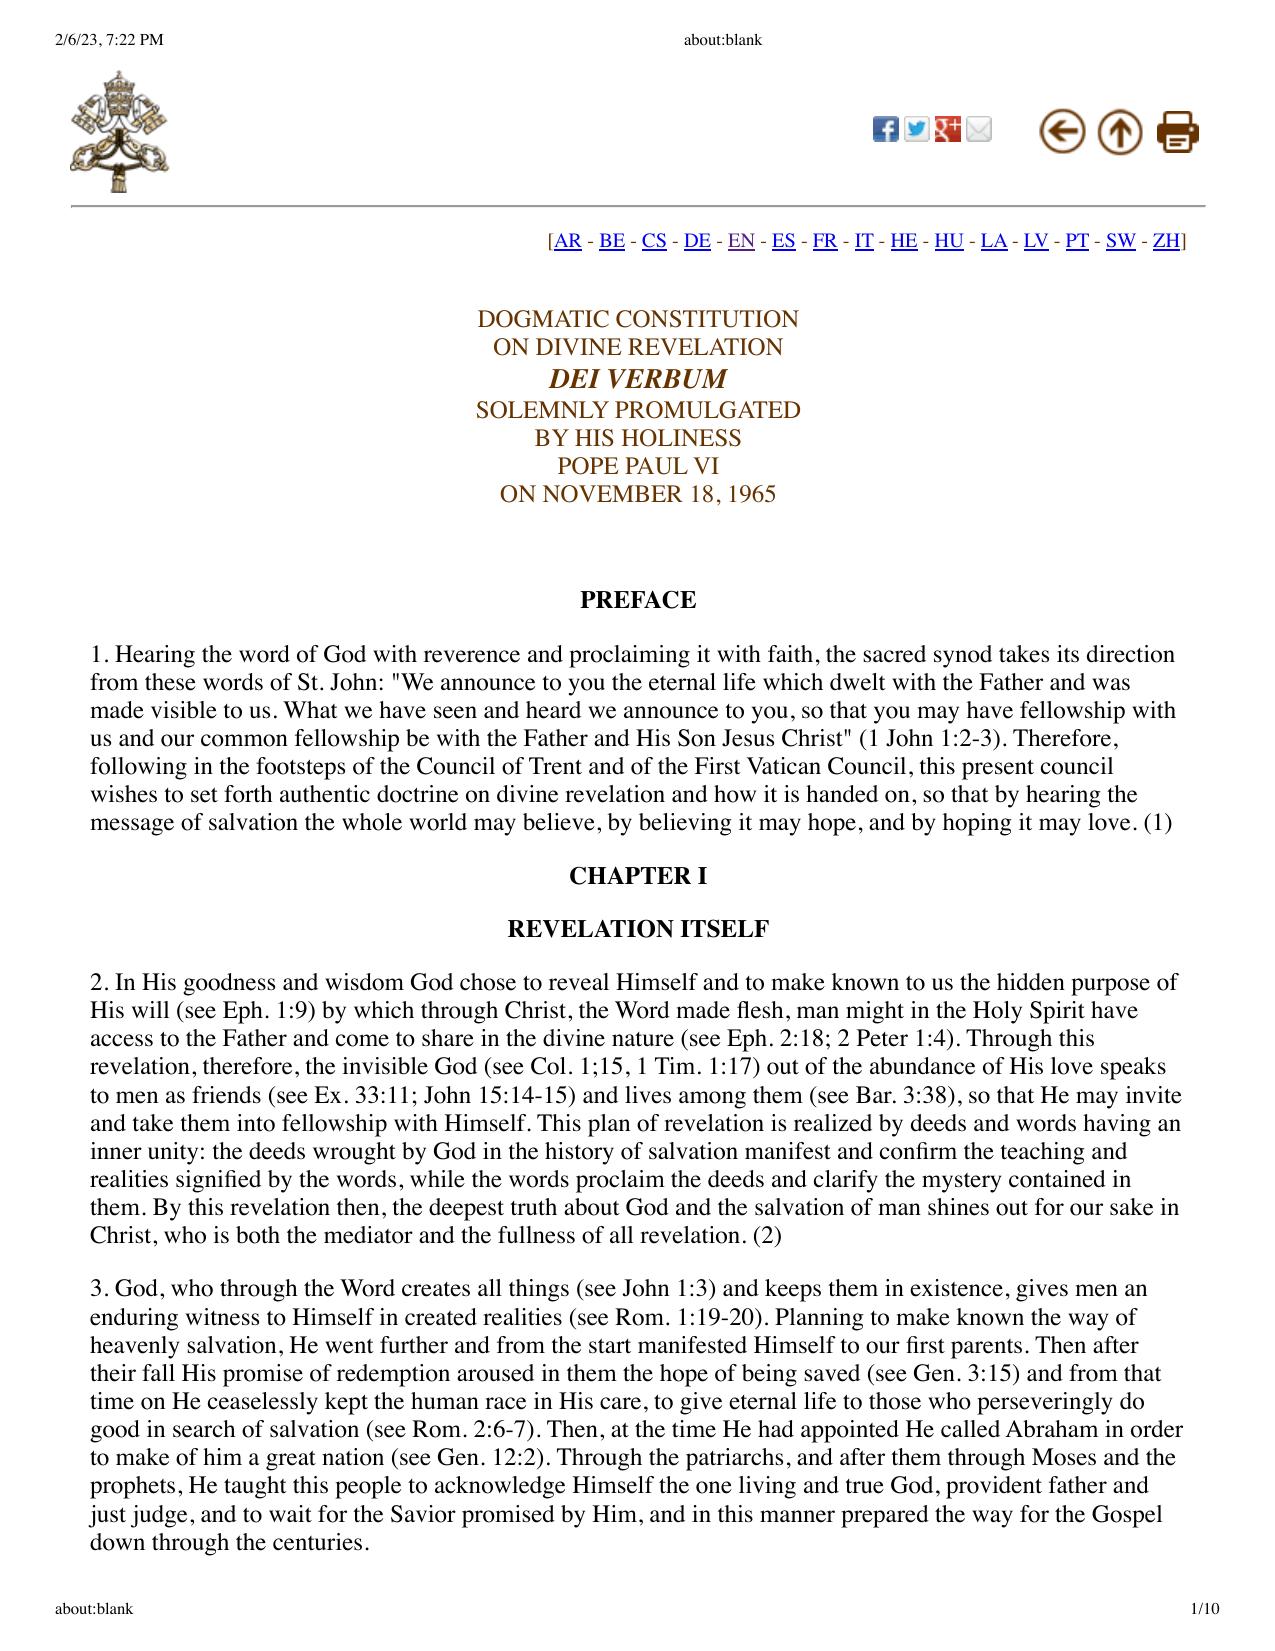 2/6/23, 7:22 PM about:blank
[AR - BE - CS - DE - EN - ES - FR - IT - HE - HU - LA - LV - PT - SW - ZH]
DOGMATIC CONSTITUTION
ON DIVINE REVELATION
DEI VERBUM
SOLEMNLY PROMULGATED
BY HIS HOLINESS
POPE PAUL VI
ON NOVEMBER 18, 1965
PREFACE
1. Hearing the word of God with reverence and proclaiming it with faith, the sacred synod takes its direction
from these words of St. John: "We announce to you the eternal life which dwelt with the Father and was
made visible to us. What we have seen and heard we announce to you, so that you may have fellowship with
us and our common fellowship be with the Father and His Son Jesus Christ" (1 John 1:2-3). Therefore,
following in the footsteps of the Council of Trent and of the First Vatican Council, this present council
wishes to set forth authentic doctrine on divine revelation and how it is handed on, so that by hearing the
message of salvation the whole world may believe, by believing it may hope, and by hoping it may love. (1)
CHAPTER I
REVELATION ITSELF
2. In His goodness and wisdom God chose to reveal Himself and to make known to us the hidden purpose of
His will (see Eph. 1:9) by which through Christ, the Word made flesh, man might in the Holy Spirit have
access to the Father and come to share in the divine nature (see Eph. 2:18; 2 Peter 1:4). Through this
revelation, therefore, the invisible God (see Col. 1;15, 1 Tim. 1:17) out of the abundance of His love speaks
to men as friends (see Ex. 33:11; John 15:14-15) and lives among them (see Bar. 3:38), so that He may invite
and take them into fellowship with Himself. This plan of revelation is realized by deeds and words having an
inner unity: the deeds wrought by God in the history of salvation manifest and confirm the teaching and
realities signified by the words, while the words proclaim the deeds and clarify the mystery contained in
them. By this revelation then, the deepest truth about God and the salvation of man shines out for our sake in
Christ, who is both the mediator and the fullness of all revelation. (2)
3. God, who through the Word creates all things (see John 1:3) and keeps them in existence, gives men an
enduring witness to Himself in created realities (see Rom. 1:19-20). Planning to make known the way of
heavenly salvation, He went further and from the start manifested Himself to our first parents. Then after
their fall His promise of redemption aroused in them the hope of being saved (see Gen. 3:15) and from that
time on He ceaselessly kept the human race in His care, to give eternal life to those who perseveringly do
good in search of salvation (see Rom. 2:6-7). Then, at the time He had appointed He called Abraham in order
to make of him a great nation (see Gen. 12:2). Through the patriarchs, and after them through Moses and the
prophets, He taught this people to acknowledge Himself the one living and true God, provident father and
just judge, and to wait for the Savior promised by Him, and in this manner prepared the way for the Gospel
down through the centuries.
about:blank 1/10